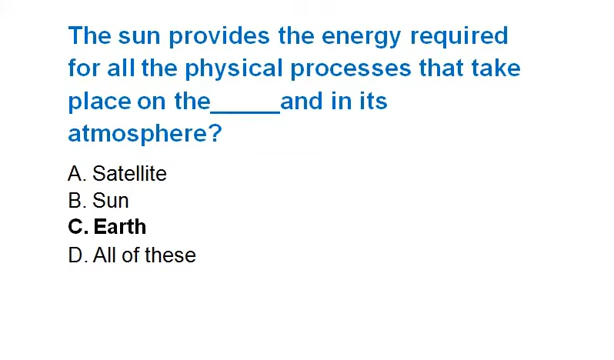 The sun provides the energy required
for all the physical processes that take
place on the_____and in its
atmosphere?
A. Satellite
B. Sun
C. Earth
D. All of these